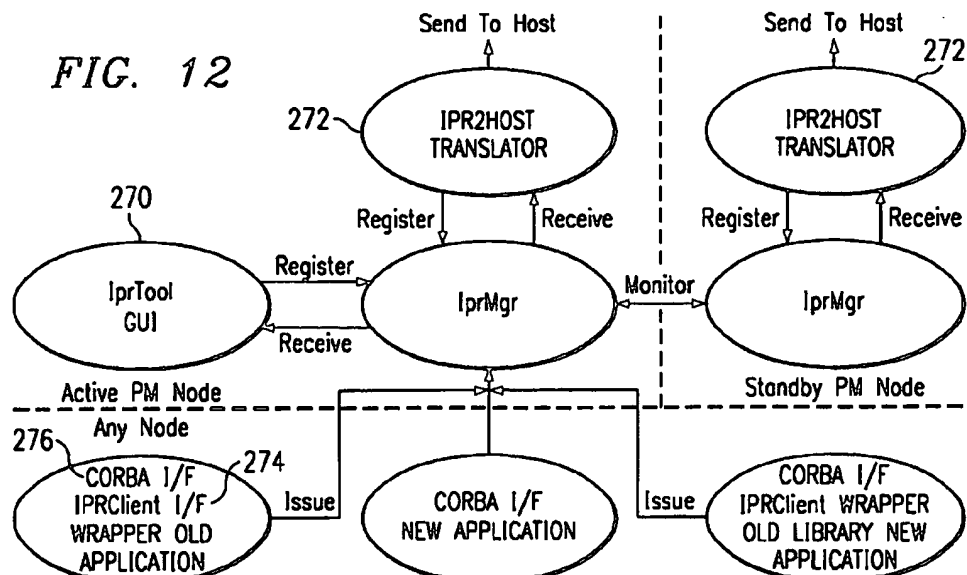 FIG. 12
Send To Host
Send To Host
272
IPR2HOST
TRANSLATOR
272
IPR2HOST
TRANSLATOR
Register
Receive
Register
Receive
270
IprTool
GUI
Register
Receive
IprMgr
Monitor
IprMgr
Active PM Node
Standby PM Node
Any Node
276
CORBA I/F
274
IPRClient I/F
WRAPPER OLD
APPLICATION
Issue
CORBA I/F
NEW APPLICATION
Issue
CORBA I/F
IPRClient WRAPPER
OLD LIBRARY NEW
APPLICATION